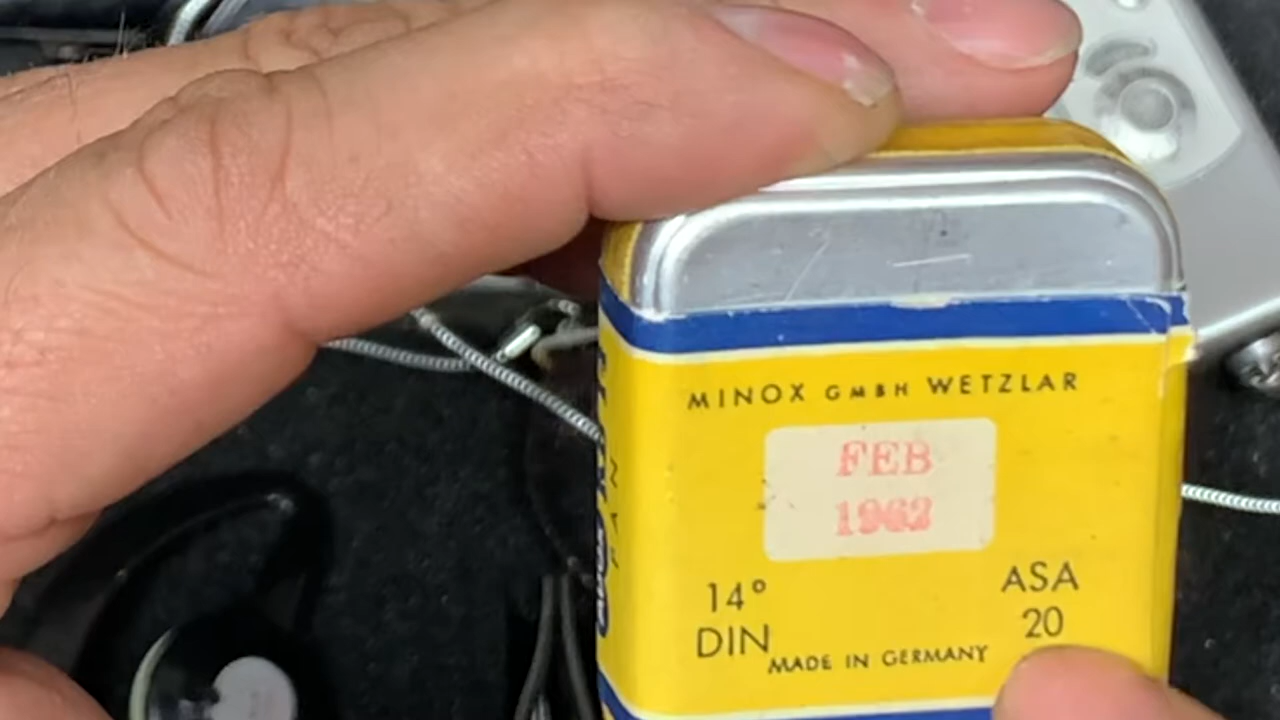 MINOX GMBH WETZLAR
FEB
1962
14°
DIN
ASA
20
MADE IN GERMANY